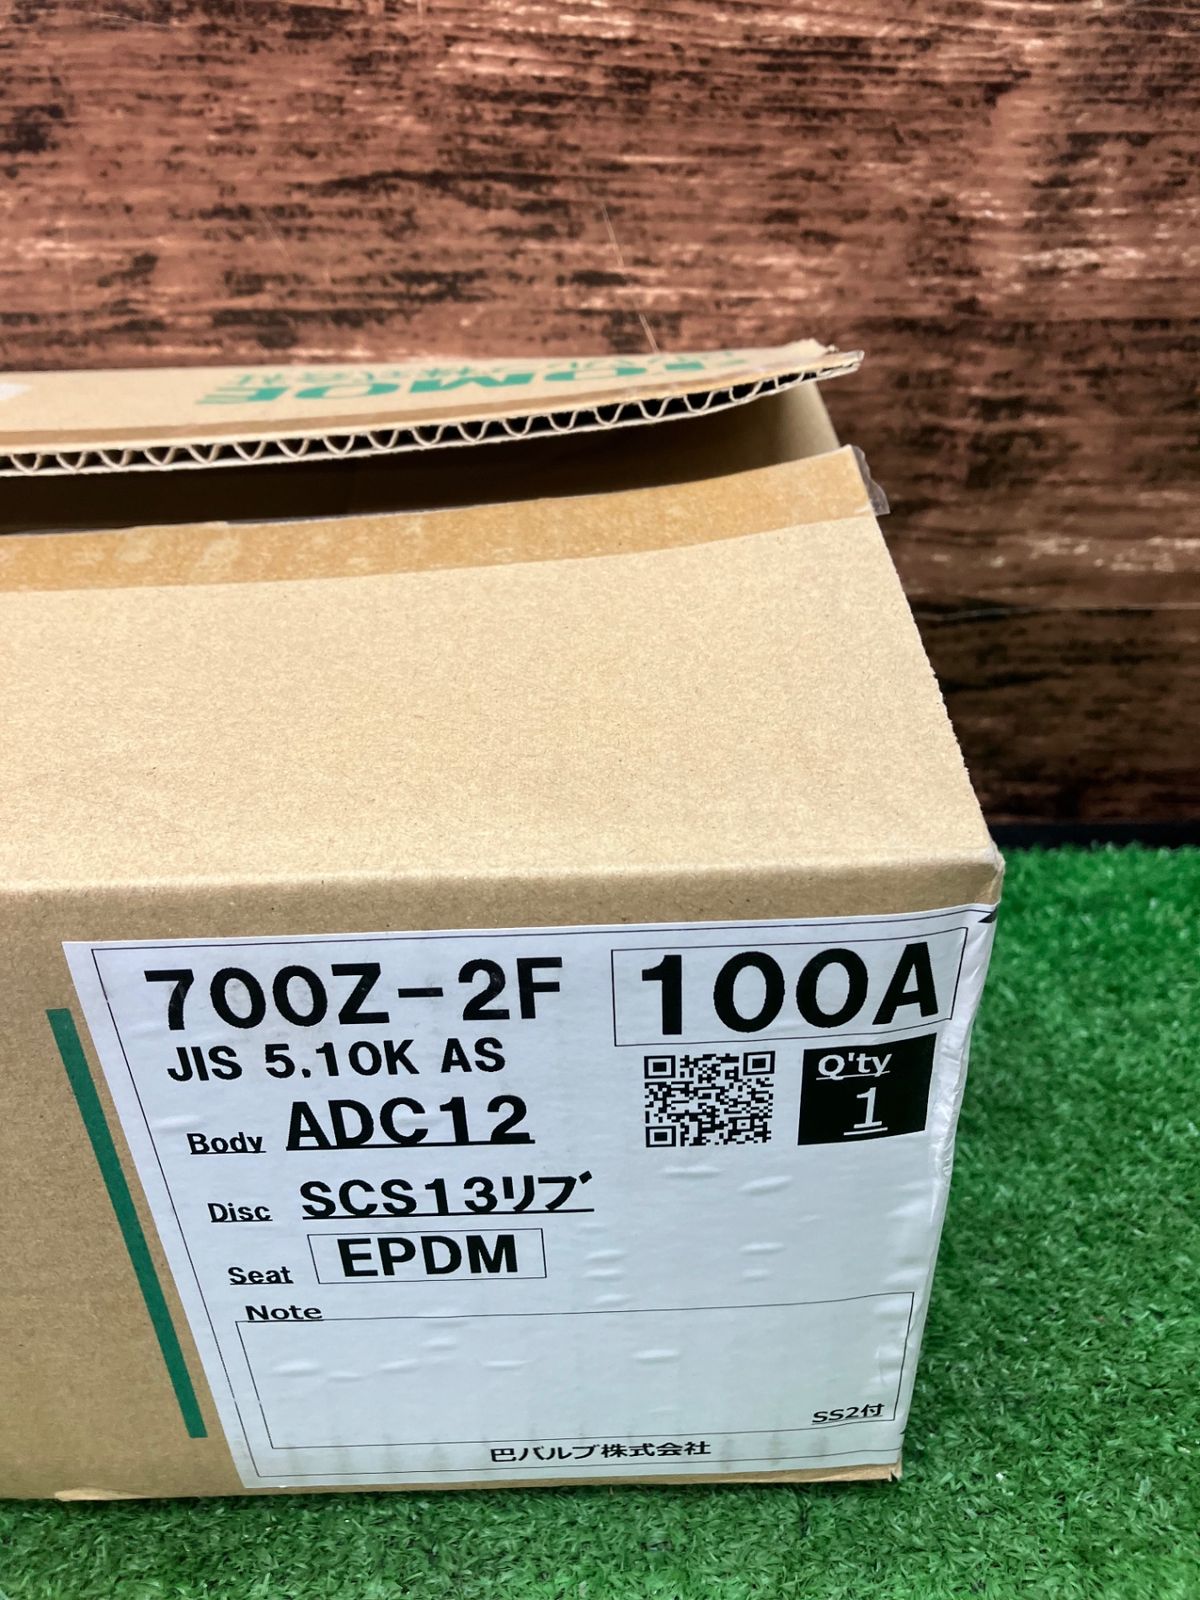 TOMOE
700Z-2F
100A
JIS 5.10K AS
Q'ty
1
Body ADC12
Disc SCS13リブ
Seat EPDM
Note
SS2付
巴バルブ株式会社